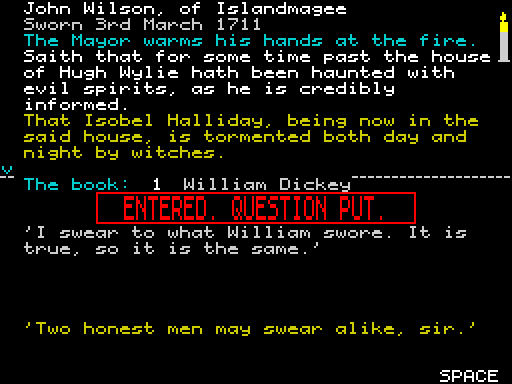 John Wilson, of Islandmagee
Sworn 3rd March 1711
The Mayor warms his hands at the fire.
Saith that for some time past the house
of Hugh Wylie hath been haunted with
evil spirits, as he is credibly
informed.
That Isobel Halliday, being now in the
said house, is tormented both day and
night by witches.
v
The book: 1 William Dickey
ENTERED. QUESTION PUT.
'I swear to what William swore. It is
true, so it is the same.'
'Two honest men may swear alike, sir.'
SPACE